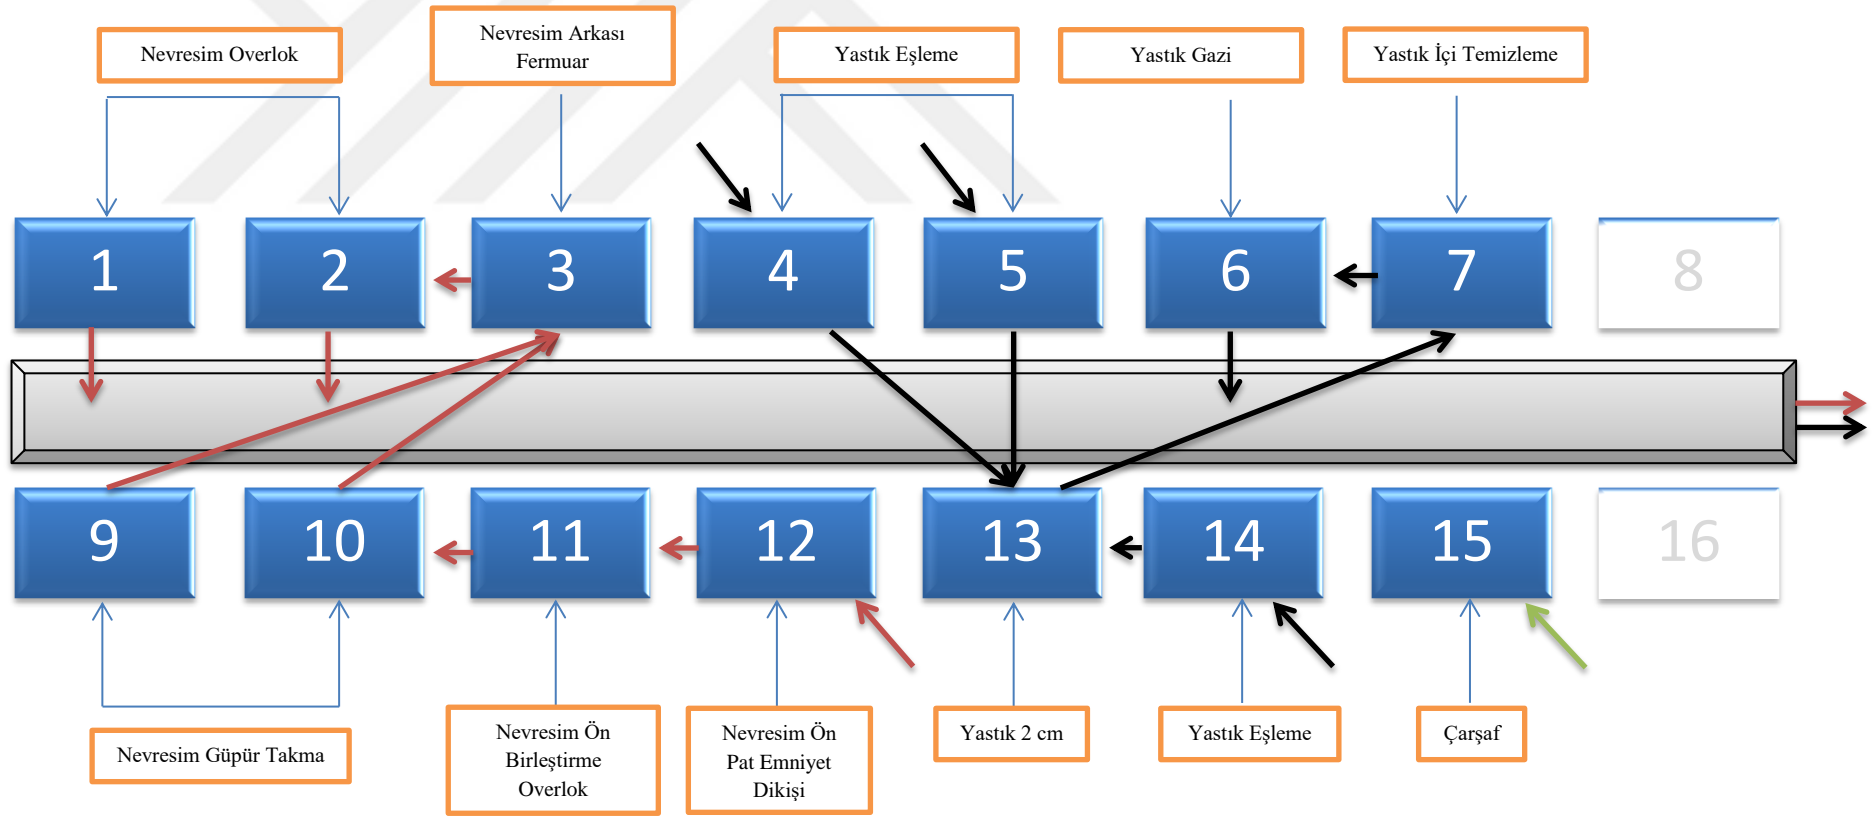 Nevresim Overlok
Nevresim Arkası
Fermuar
Yastık Eşleme
Yastık Gazi
Yastık İçi Temizleme
1
2
3
4
5
6
7
8
9
10
11
12
13
14
15
16
Nevresim Güpür Takma
Nevresim Ön
Birleştirme
Overlok
Nevresim Ön
Pat Emniyet
Dikişi
Yastık 2 cm
Yastık Eşleme
Çarşaf